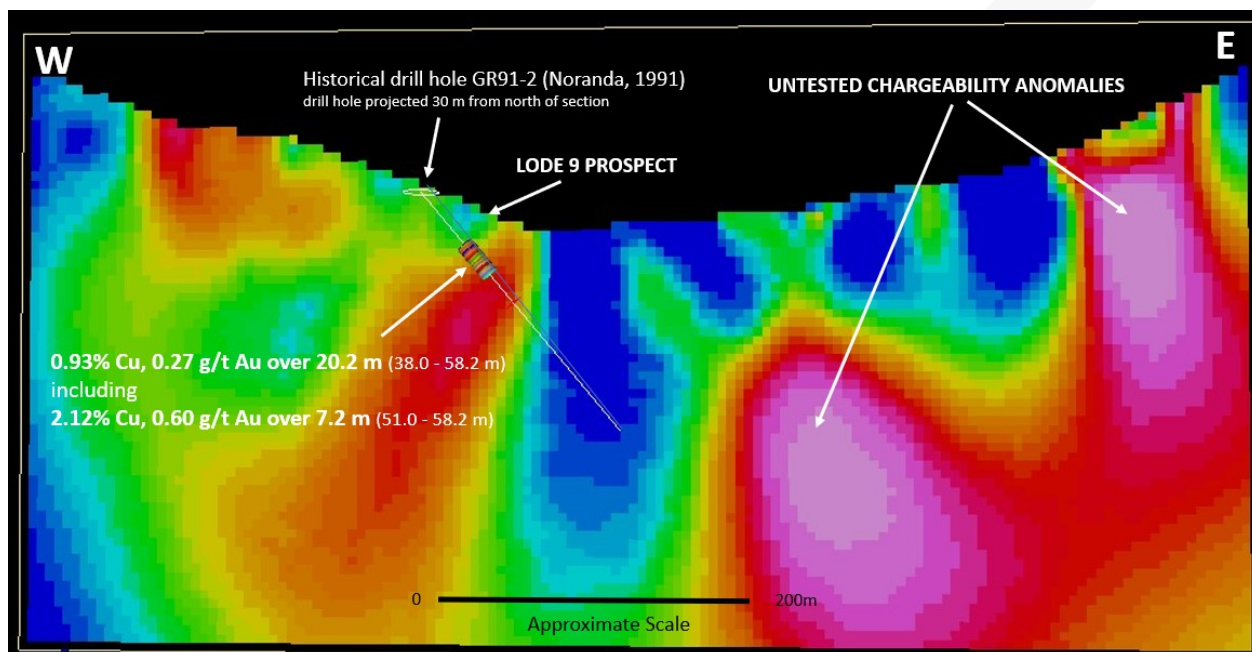 W
E
Historical drill hole GR91-2 (Noranda, 1991)
drill hole projected 30 m from north of section
UNTESTED CHARGEABILITY ANOMALIES
LODE 9 PROSPECT
0.93% Cu, 0.27 g/t Au over 20.2 m (38.0 - 58.2 m)
including
2.12% Cu, 0.60 g/t Au over 7.2 m (51.0 - 58.2 m)
0 200m
Approximate Scale